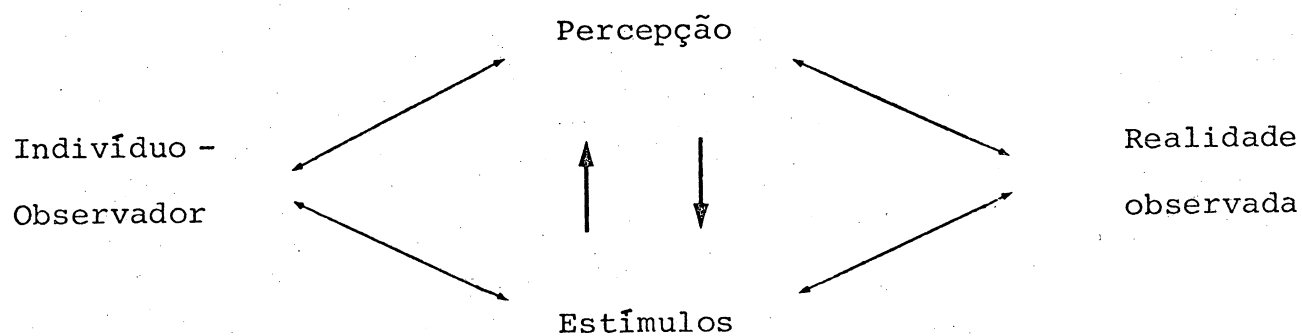 Percepção
Indivíduo -
Observador
Realidade
observada
Estímulos